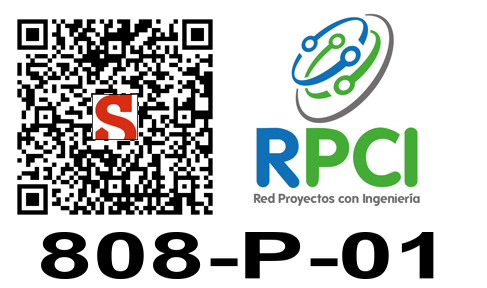 S
RPCI
Red Proyectos con Ingeniería
808-P-01